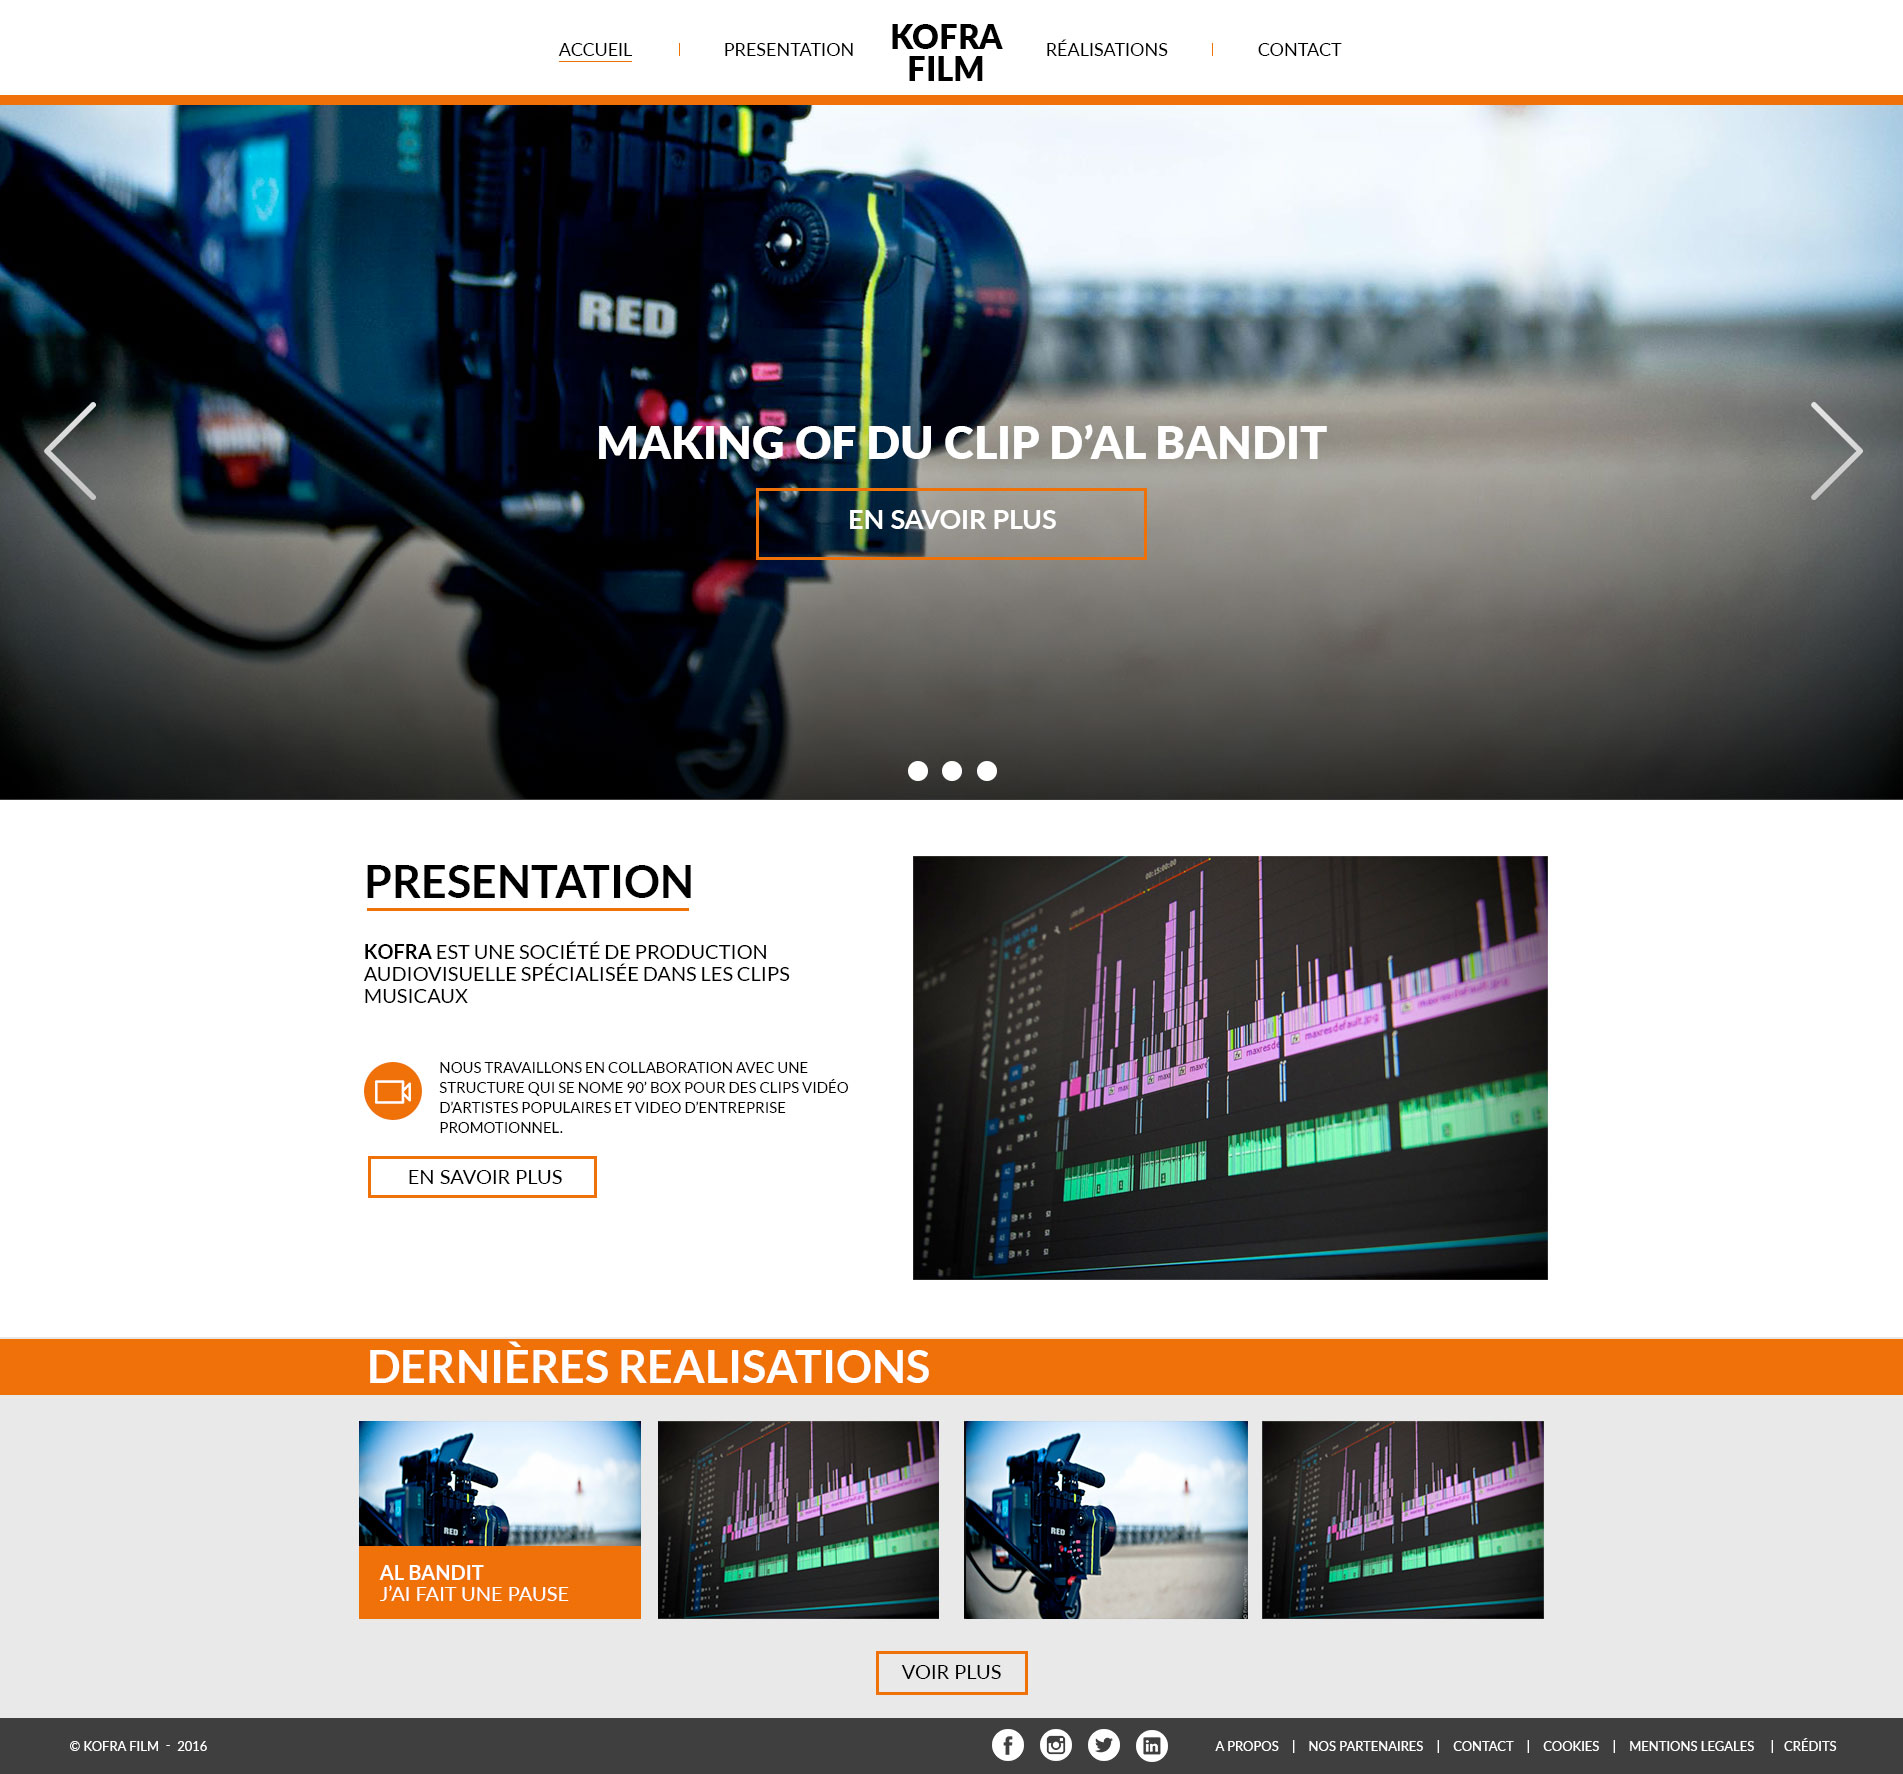 ACCUEIL
PRESENTATION
KOFRA
FILM
RÉALISATIONS
CONTACT
RED
MAKING OF DU CLIP D’AL BANDIT
EN SAVOIR PLUS
PRESENTATION
KOFRA EST UNE SOCIÉTÉ DE PRODUCTION
AUDIOVISUELLE SPÉCIALISÉE DANS LES CLIPS
MUSICAUX
NOUS TRAVAILLONS EN COLLABORATION AVEC UNE
STRUCTURE QUI SE NOME 90’ BOX POUR DES CLIPS VIDÉO
D’ARTISTES POPULAIRES ET VIDEO D’ENTREPRISE
PROMOTIONNEL.
EN SAVOIR PLUS
maxresdefault.jpg
DERNIÈRES REALISATIONS
RED
RED
AL BANDIT
J’AI FAIT UNE PAUSE
VOIR PLUS
© KOFRA FILM - 2016
A PROPOS | NOS PARTENAIRES | CONTACT | COOKIES | MENTIONS LEGALES | CRÉDITS